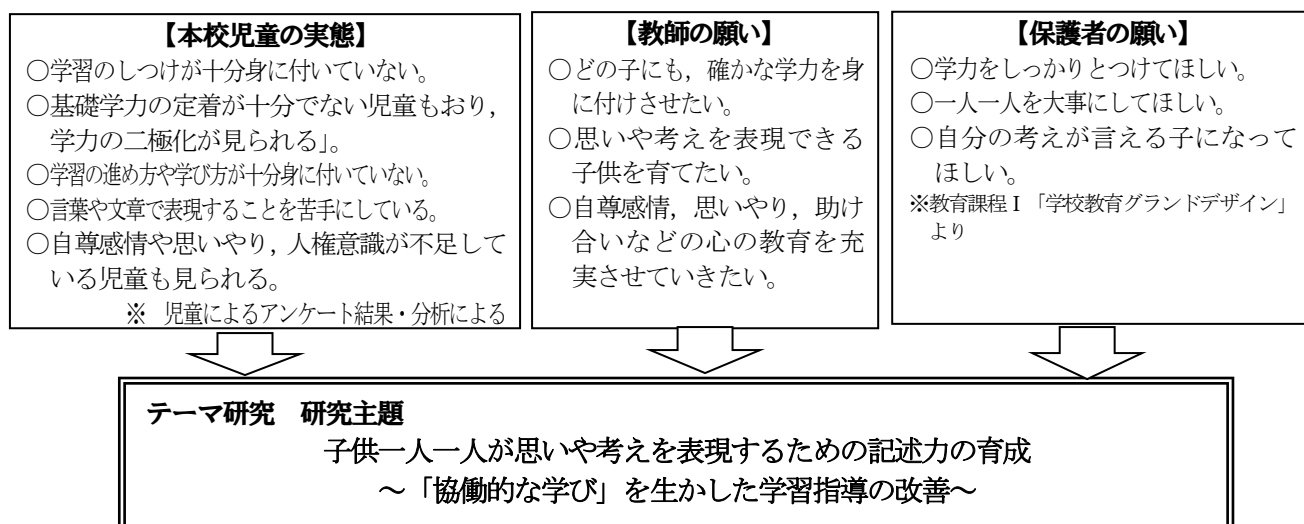 【本校児童の実態】
○学習のしつけが十分身に付いていない。
○基礎学力の定着が十分でない児童もおり，
学力の二極化が見られる」。
○学習の進め方や学び方が十分身に付いていない。
○言葉や文章で表現することを苦手にしている。
○自尊感情や思いやり，人権意識が不足して
いる児童も見られる。
※　児童によるアンケート結果・分析による
【教師の願い】
○どの子にも，確かな学力を身
に付けさせたい。
○思いや考えを表現できる
子供を育てたい。
○自尊感情，思いやり，助け
合いなどの心の教育を充
実させていきたい。
【保護者の願い】
○学力をしっかりとつけてほしい。
○一人一人を大事にしてほしい。
○自分の考えが言える子になって
ほしい。
※教育課程Ⅰ「学校教育グランドデザイン」
より
テーマ研究　研究主題
子供一人一人が思いや考えを表現するための記述力の育成
～「協働的な学び」を生かした学習指導の改善～